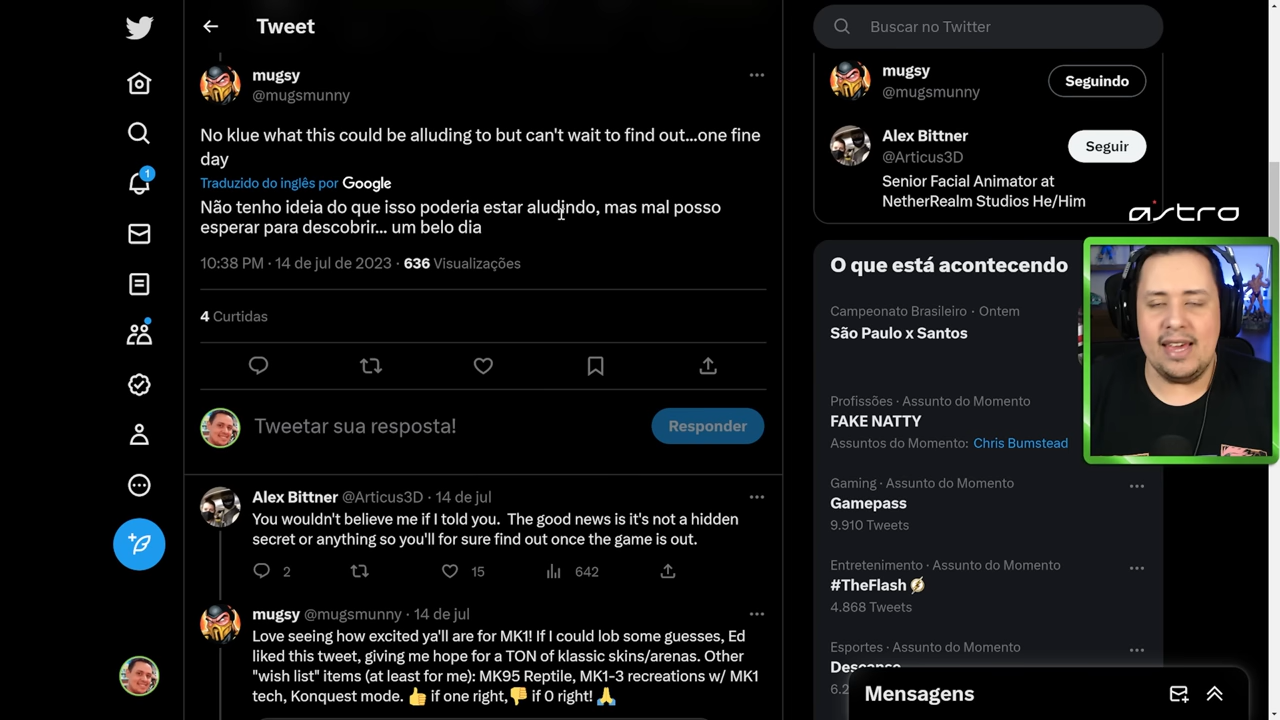 Tweet
mugsy
@mugsmunny
No klue what this could be alluding to but can't wait to find out...one fine
day
Traduzido do inglês por Google
Não tenho ideia do que isso poderia estar aludindo, mas mal posso
esperar para descobrir... um belo dia
10:38 PM · 14 de jul de 2023 · 636 Visualizações
4 Curtidas
Tweetar sua resposta!
Responder
Alex Bittner @Articus3D · 14 de jul
You wouldn't believe me if I told you. The good news is it's not a hidden
secret or anything so you'll for sure find out once the game is out.
2
15
642
mugsy @mugsmunny · 14 de jul
Love seeing how excited ya'll are for MK1! If I could lob some guesses, Ed
liked this tweet, giving me hope for a TON of klassic skins/arenas. Other
"wish list" items (at least for me): MK95 Reptile, MK1-3 recreations w/ MK1
tech, Konquest mode. 👍 if one right,👎 if 0 right! 🙏
1
Buscar no Twitter
mugsy
@mugsmunny
Seguindo
Alex Bittner
@Articus3D
Seguir
Senior Facial Animator at
NetherRealm Studios He/Him
astro
O que está acontecendo
Campeonato Brasileiro · Ontem
São Paulo x Santos
Profissões · Assunto do Momento
FAKE NATTY
Assuntos do Momento: Chris Bumstead
Gaming · Assunto do Momento
Gamepass
9.910 Tweets
Entretenimento · Assunto do Momento
#TheFlash
4.868 Tweets
Esportes · Assunto do Momento
Mensagens